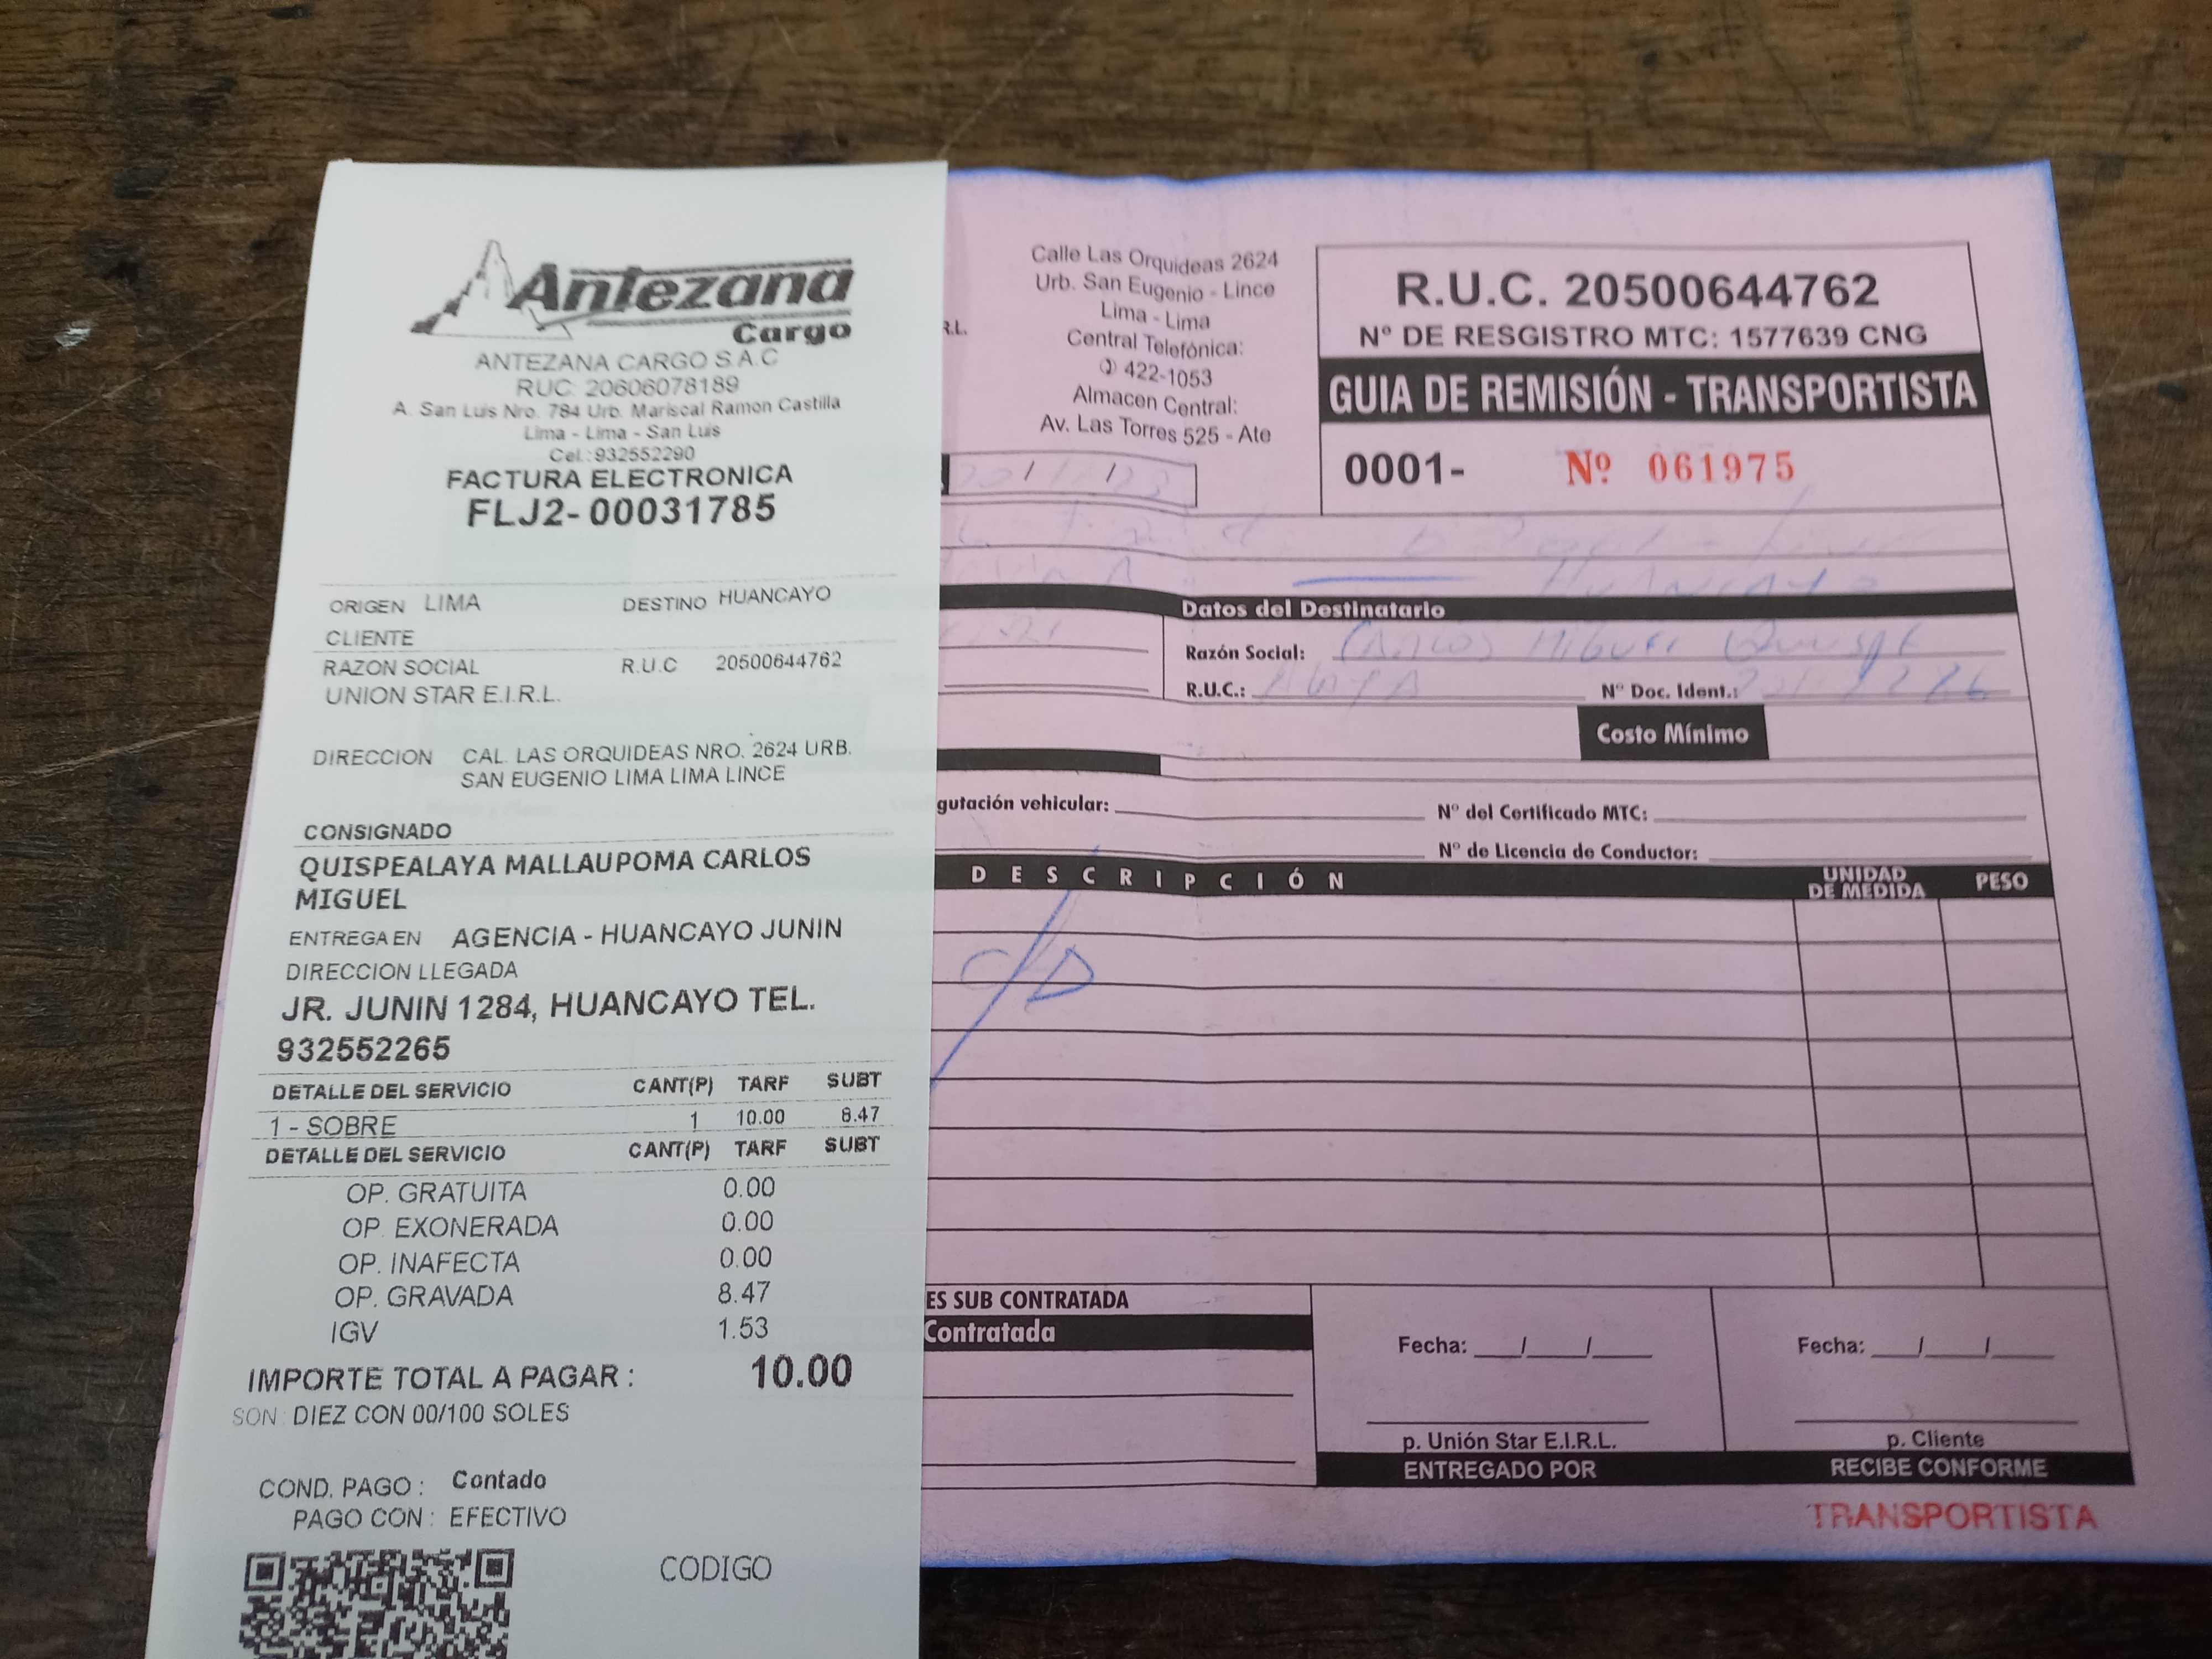 Antezana
Cargo
ANTEZANA CARGO S.A.C
RUC: 20606078189
A. San Luis Nro. 784 Urb. Mariscal Ramon Castilla
Lima - Lima - San Luis
Cel.:932552290
FACTURA ELECTRONICA
FLJ2- 00031785
ORIGEN LIMA DESTINO HUANCAYO
CLIENTE
RAZON SOCIAL R.U.C 20500644762
UNION STAR E.I.R.L.
DIRECCION CAL. LAS ORQUIDEAS NRO. 2624 URB.
SAN EUGENIO LIMA LIMA LINCE
CONSIGNADO
QUISPEALAYA MALLAUPOMA CARLOS
MIGUEL
ENTREGA EN AGENCIA - HUANCAYO JUNIN
DIRECCION LLEGADA
JR. JUNIN 1284, HUANCAYO TEL.
932552265
DETALLE DEL SERVICIO CANT(P) TARF SUBT
1 - SOBRE 1 10.00 8.47
DETALLE DEL SERVICIO CANT(P) TARF SUBT
OP. GRATUITA 0.00
OP. EXONERADA 0.00
OP. INAFECTA 0.00
OP. GRAVADA 8.47
IGV 1.53
IMPORTE TOTAL A PAGAR : 10.00
SON: DIEZ CON 00/100 SOLES
COND. PAGO : Contado
PAGO CON : EFECTIVO
CODIGO
R.L.
Calle Las Orquideas 2624
Urb. San Eugenio - Lince
Lima - Lima
Central Telefónica:
422-1053
Almacen Central:
Av. Las Torres 525 - Ate
R.U.C. 20500644762
Nº DE RESGISTRO MTC: 1577639 CNG
GUIA DE REMISIÓN - TRANSPORTISTA
0001- Nº 061975
HUANCAYO
Datos del Destinatario
Razón Social: Carlos Miguel Quispe
R.U.C.: Alaya Nº Doc. Ident.:
Costo Mínimo
gutación vehicular: Nº del Certificado MTC:
Nº de Licencia de Conductor:
DESCRIPCIÓN UNIDAD DE MEDIDA PESO
ES SUB CONTRATADA
Contratada
Fecha: / / Fecha: / /
p. Unión Star E.I.R.L. p. Cliente
ENTREGADO POR RECIBE CONFORME
TRANSPORTISTA